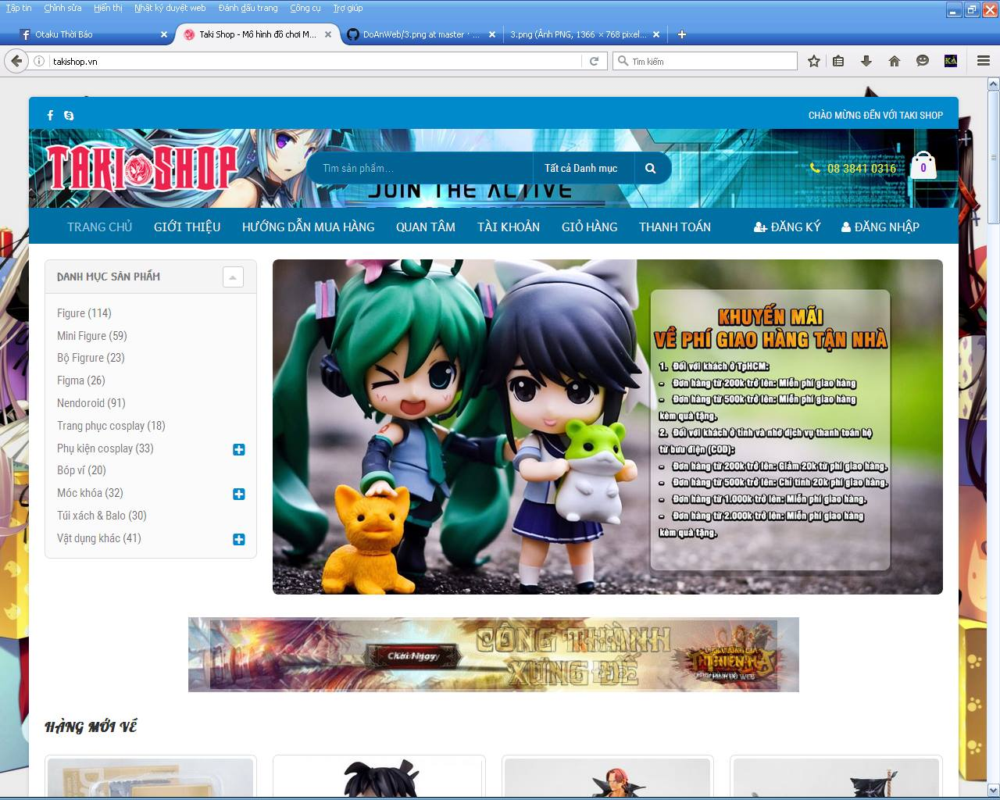 Tập tin Chỉnh sửa Hiển thị Nhật ký duyệt web Đánh dấu trang Công cụ Trợ giúp
Otaku Thời Báo
Taki Shop - Mô hình đồ chơi M...
DoAnWeb/3.png at master · ...
3.png (Ảnh PNG, 1366 × 768 pixel...
takishop.vn
Tìm kiếm
CHÀO MỪNG ĐẾN VỚI TAKI SHOP
TAKI SHOP
Tìm sản phẩm...
Tất cả Danh mục
08 3841 0316
0
JOIN THE ACTIVE
TRANG CHỦ GIỚI THIỆU HƯỚNG DẪN MUA HÀNG QUAN TÂM TÀI KHOẢN GIỎ HÀNG THANH TOÁN ĐĂNG KÝ ĐĂNG NHẬP
DANH MỤC SẢN PHẨM
Figure (114)
Mini Figure (59)
Bộ Figrure (23)
Figma (26)
Nendoroid (91)
Trang phục cosplay (18)
Phụ kiện cosplay (33)
Bóp ví (20)
Móc khóa (32)
Túi xách & Balo (30)
Vật dụng khác (41)
KHUYẾN MÃI
VỀ PHÍ GIAO HÀNG TẬN NHÀ
1. Đối với khách ở TpHCM:
- Đơn hàng từ 200k trở lên: Miễn phí giao hàng
- Đơn hàng từ 500k trở lên: Miễn phí giao hàng
kèm quà tặng.
2. Đối với khách ở tỉnh và nhờ dịch vụ thanh toán hộ
từ bưu điện (COD):
- Đơn hàng từ 200k trở lên: Giảm 20k từ phí giao hàng.
- Đơn hàng từ 500k trở lên: Chỉ tính 20k phí giao hàng.
- Đơn hàng từ 1.000k trở lên: Miễn phí giao hàng.
- Đơn hàng từ 2.000k trở lên: Miễn phí giao hàng
kèm quà tặng.
CÔNG THÀNH
XƯNG ĐẾ
HÀNG MỚI VỀ